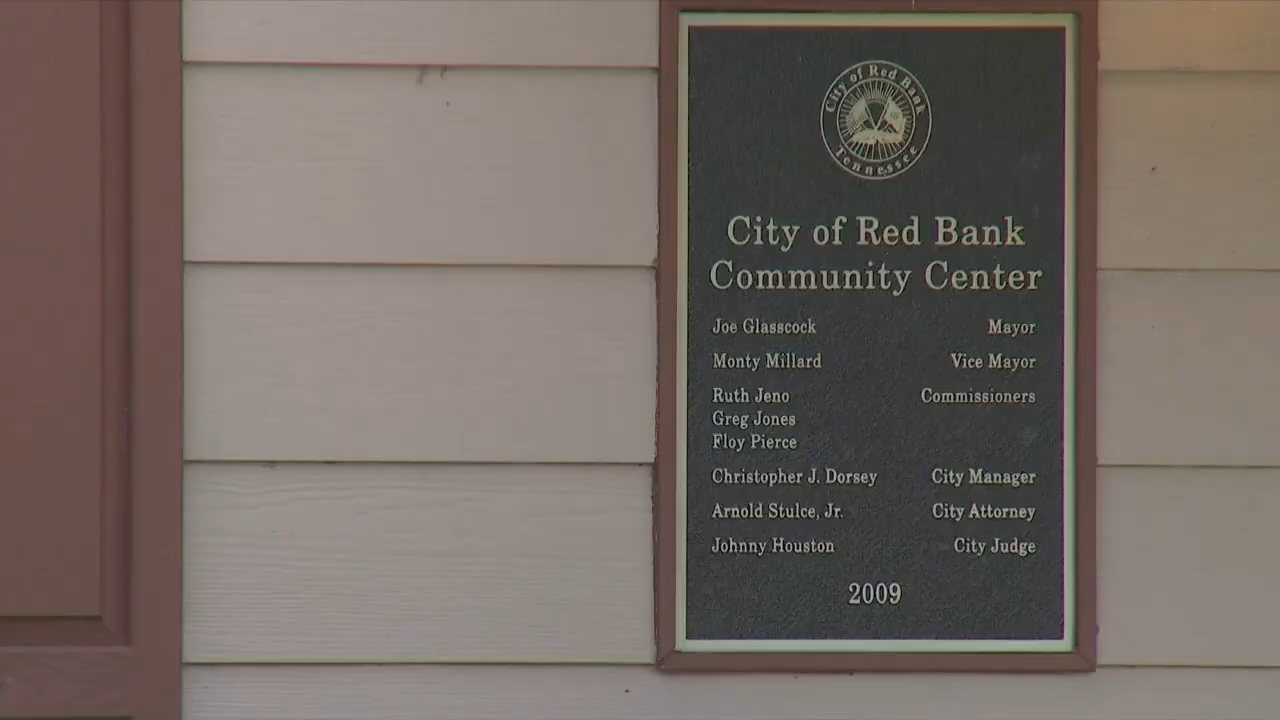 City of Red Bank
Tennessee
City of Red Bank
Community Center
Joe Glasscock Mayor
Monty Millard Vice Mayor
Ruth Jeno Commissioners
Greg Jones
Floy Pierce
Christopher J. Dorsey City Manager
Arnold Stulce, Jr. City Attorney
Johnny Houston City Judge
2009